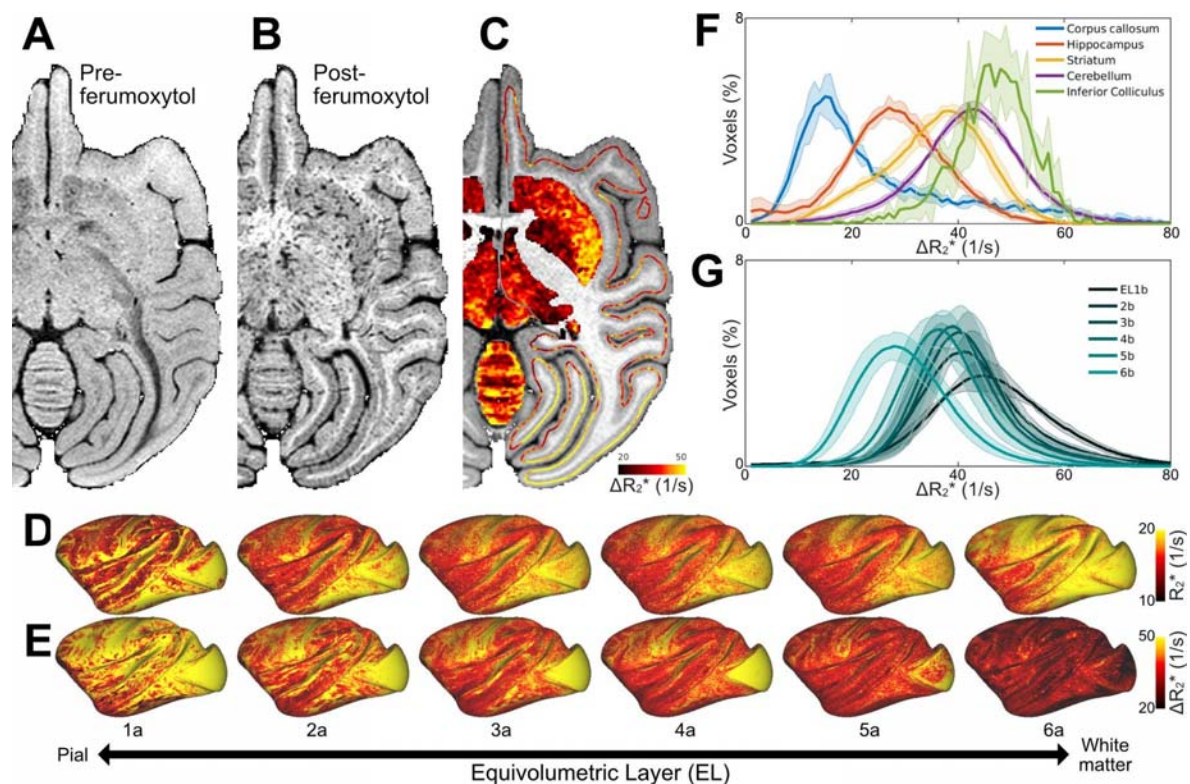 A
Pre-
ferumoxytol
B
Post-
ferumoxytol
C
20 50
ΔR₂* (1/s)
F
8
Voxels (%)
0
Corpus callosum
Hippocampus
Striatum
Cerebellum
Inferior Colliculus
20 40 60 80
ΔR₂* (1/s)
G
8
Voxels (%)
0
EL1b
2b
3b
4b
5b
6b
20 40 60 80
ΔR₂* (1/s)
D
20
R₂* (1/s)
10
E
50
ΔR₂* (1/s)
20
1a 2a 3a 4a 5a 6a
Pial
White
matter
Equivolumetric Layer (EL)